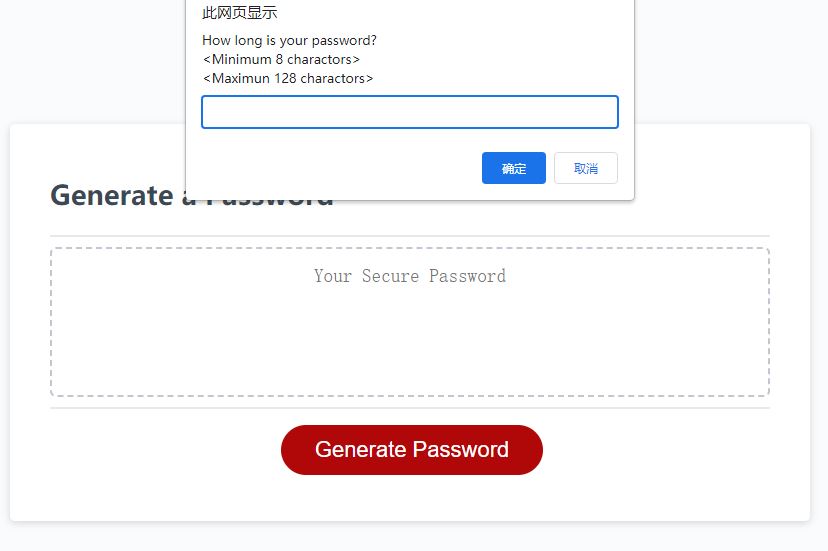 此网页显示
How long is your password?
<Minimum 8 charactors>
<Maximun 128 charactors>
确定
取消
Generate a Password
Your Secure Password
Generate Password